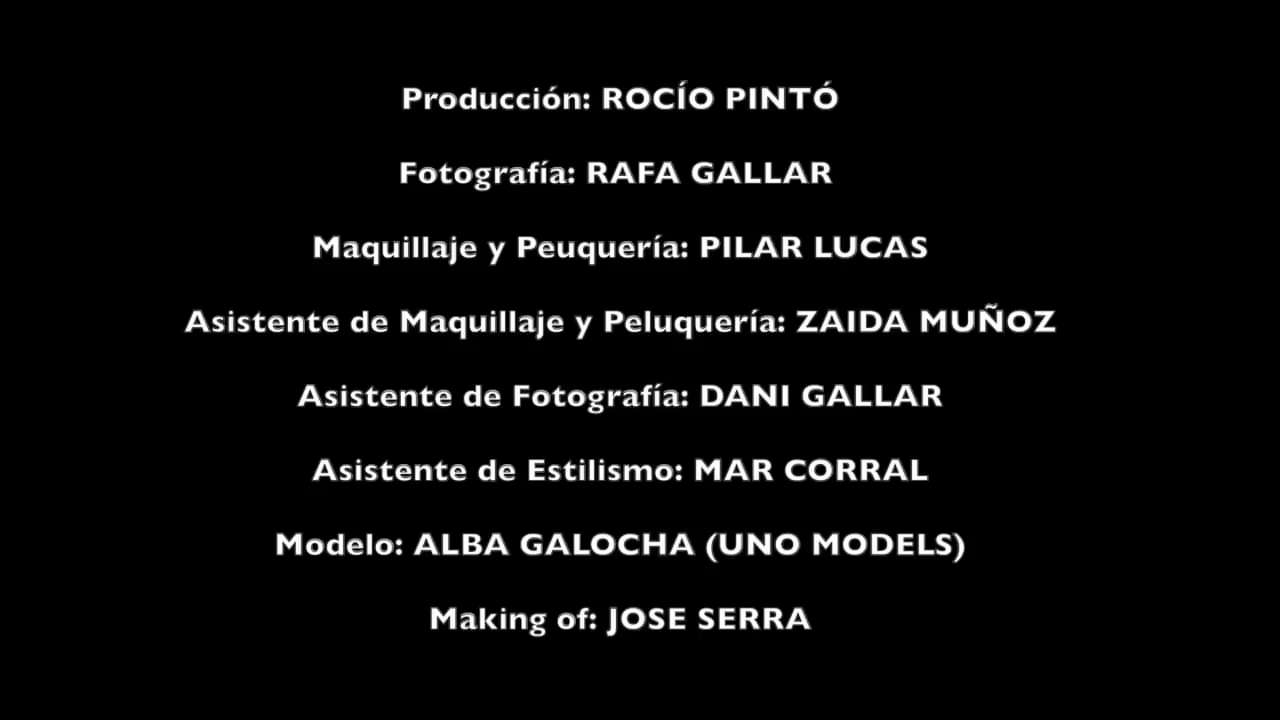 Producción: ROCÍO PINTÓ
Fotografía: RAFA GALLAR
Maquillaje y Peuquería: PILAR LUCAS
Asistente de Maquillaje y Peluquería: ZAIDA MUÑOZ
Asistente de Fotografía: DANI GALLAR
Asistente de Estilismo: MAR CORRAL
Modelo: ALBA GALOCHA (UNO MODELS)
Making of: JOSE SERRA